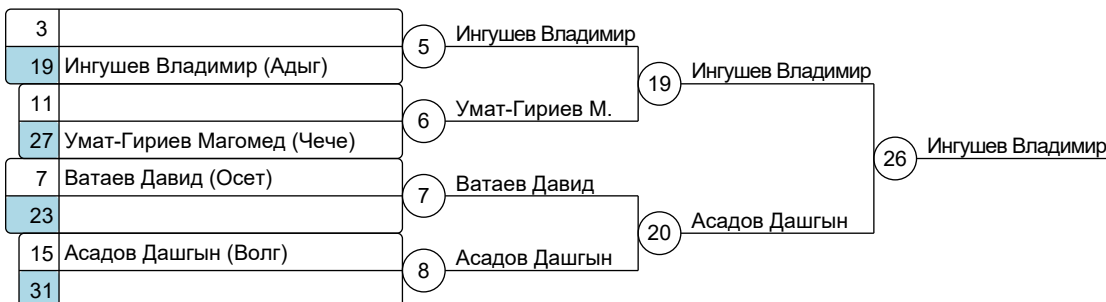 3
5
Ингушев Владимир
19 Ингушев Владимир (Адыг)
19
Ингушев Владимир
11
6
Умат-Гириев М.
27 Умат-Гириев Магомед (Чече)
26
Ингушев Владимир
7 Ватаев Давид (Осет)
7
Ватаев Давид
23
20
Асадов Дашгын
15 Асадов Дашгын (Волг)
8
Асадов Дашгын
31